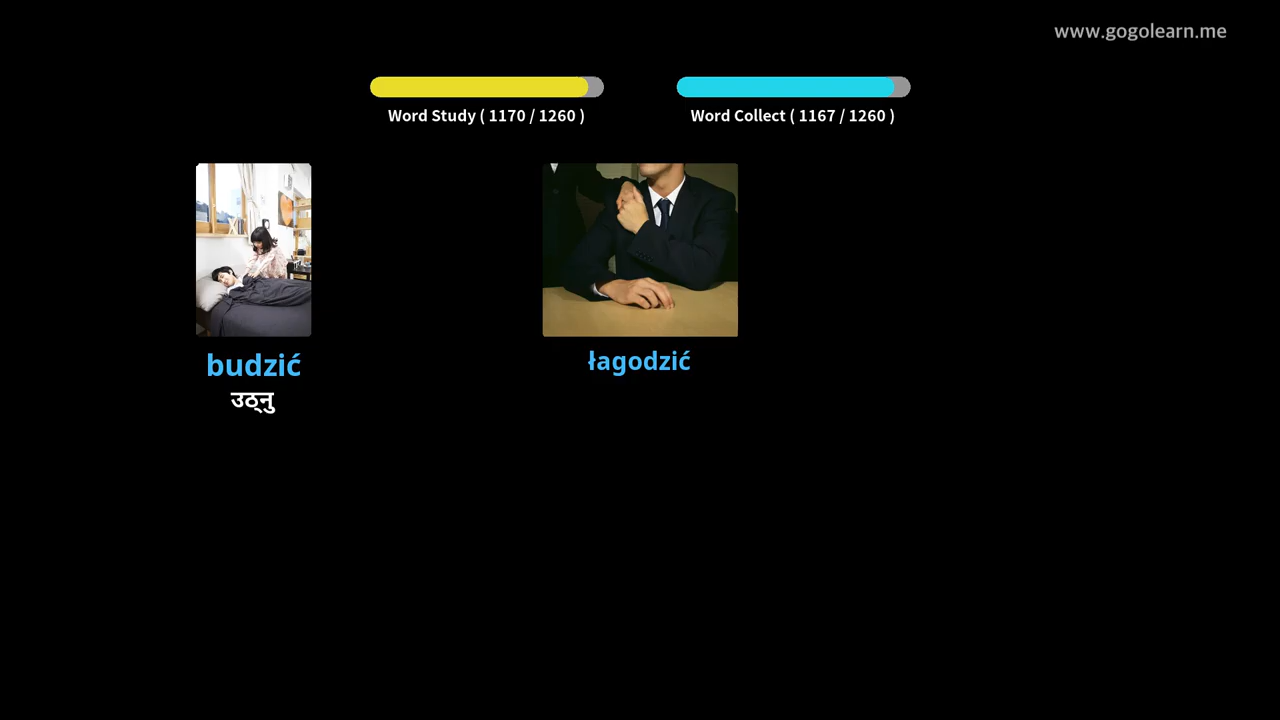 www.gogolearn.me
Word Study ( 1170 / 1260 )
Word Collect ( 1167 / 1260 )
budzić
उठ्नु
łagodzić